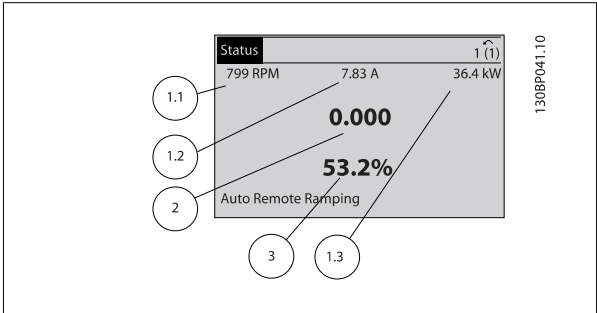 Status 1 (1)
799 RPM 7.83 A 36.4 kW
1.1
0.000
1.2
53.2%
2
Auto Remote Ramping
3 1.3
130BP041.10